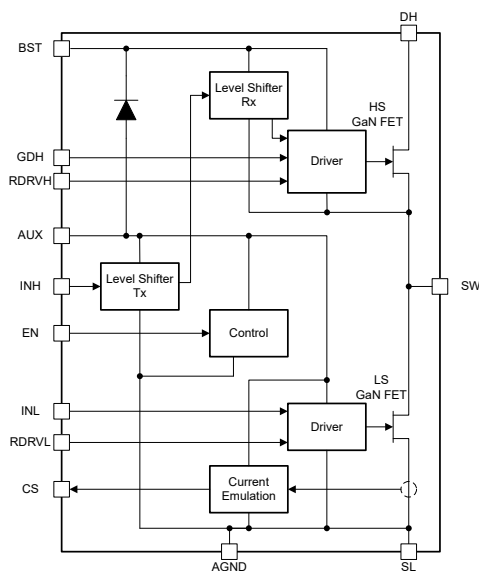 DH
BST
Level Shifter
Rx
HS
GaN FET
GDH
Driver
RDRVH
AUX
Level Shifter
Tx
INH
SW
EN
Control
LS
GaN FET
INL
Driver
RDRVL
Current
Emulation
CS
AGND
SL